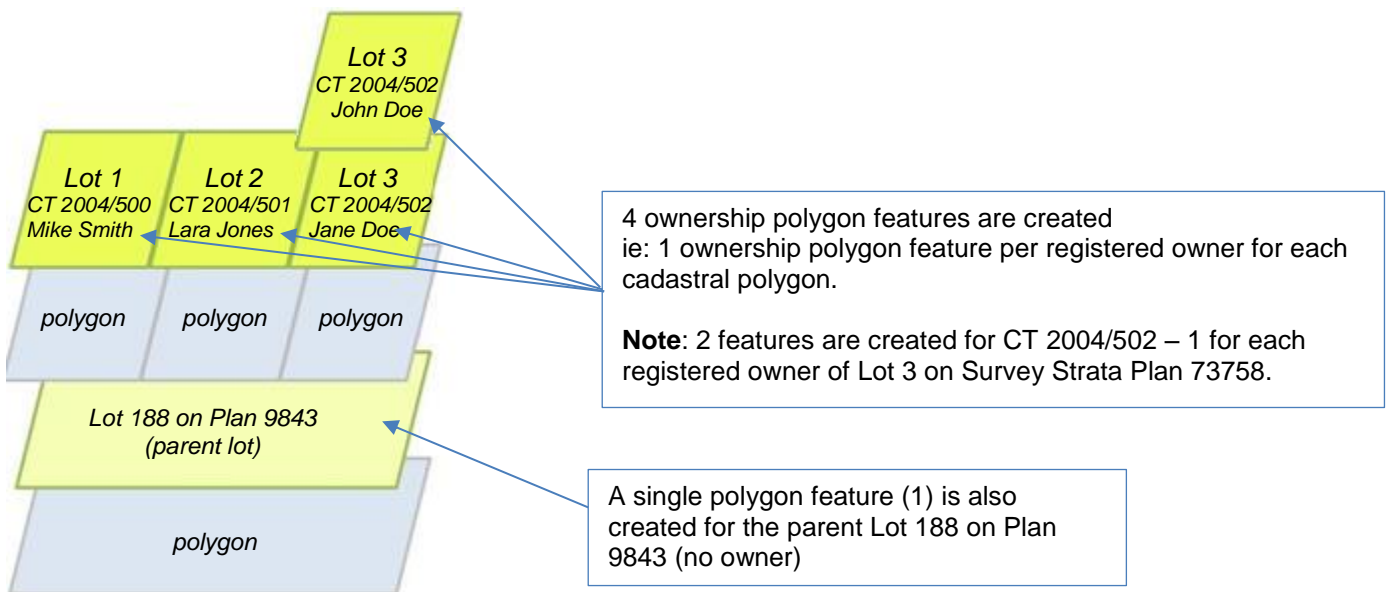 Lot 3
CT 2004/502
John Doe
Lot 1
CT 2004/500
Mike Smith
Lot 2
CT 2004/501
Lara Jones
Lot 3
CT 2004/502
Jane Doe
polygon
polygon
polygon
Lot 188 on Plan 9843
(parent lot)
polygon
4 ownership polygon features are created
ie: 1 ownership polygon feature per registered owner for each
cadastral polygon.
Note: 2 features are created for CT 2004/502 – 1 for each
registered owner of Lot 3 on Survey Strata Plan 73758.
A single polygon feature (1) is also
created for the parent Lot 188 on Plan
9843 (no owner)